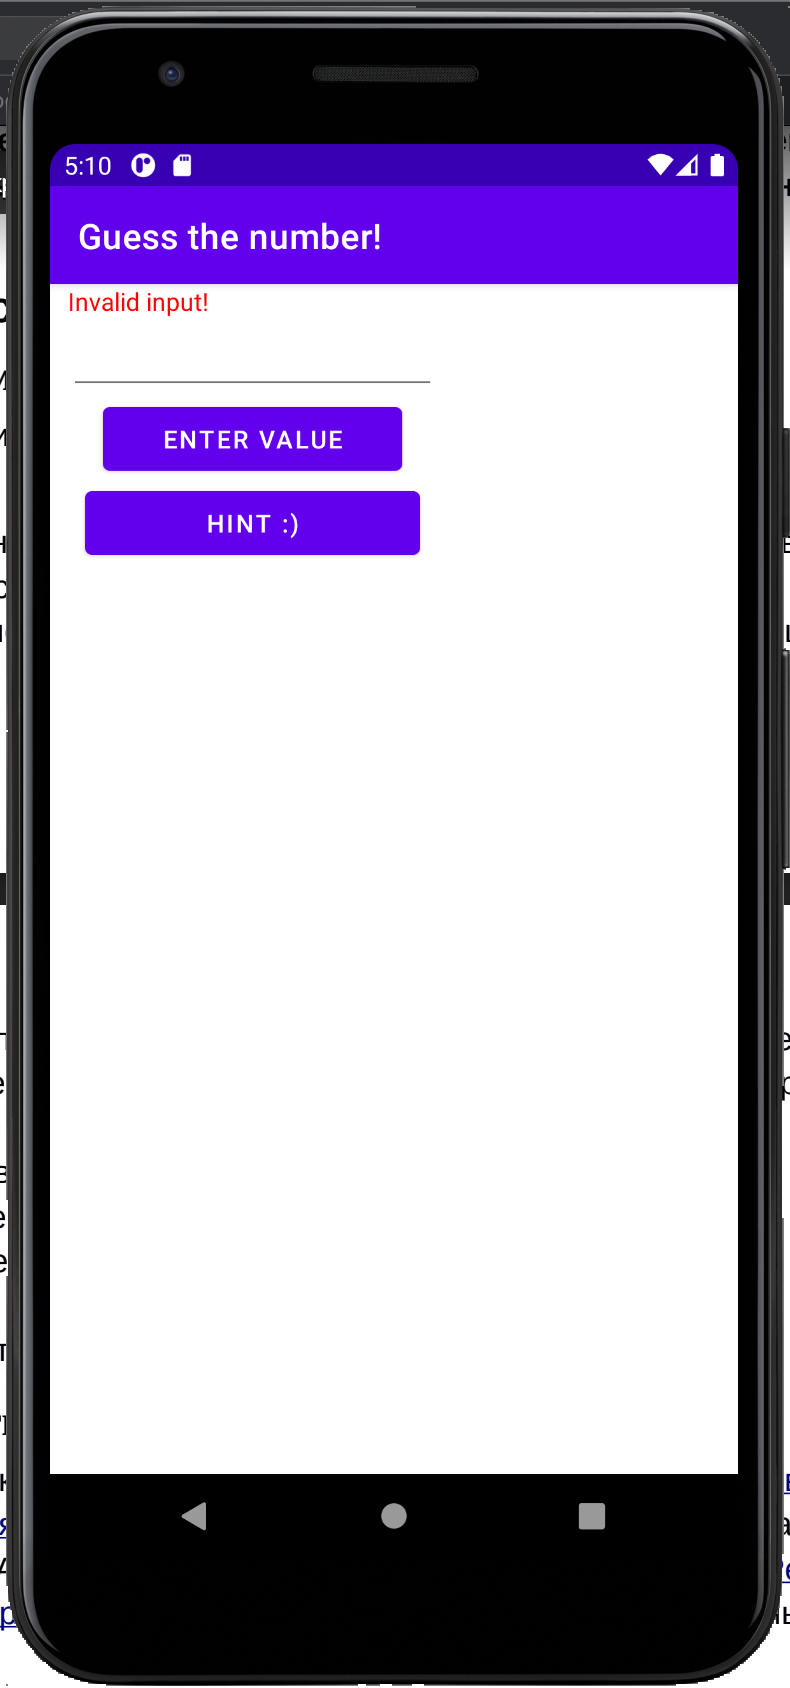 5:10
Guess the number!
Invalid input!
ENTER VALUE
HINT :)